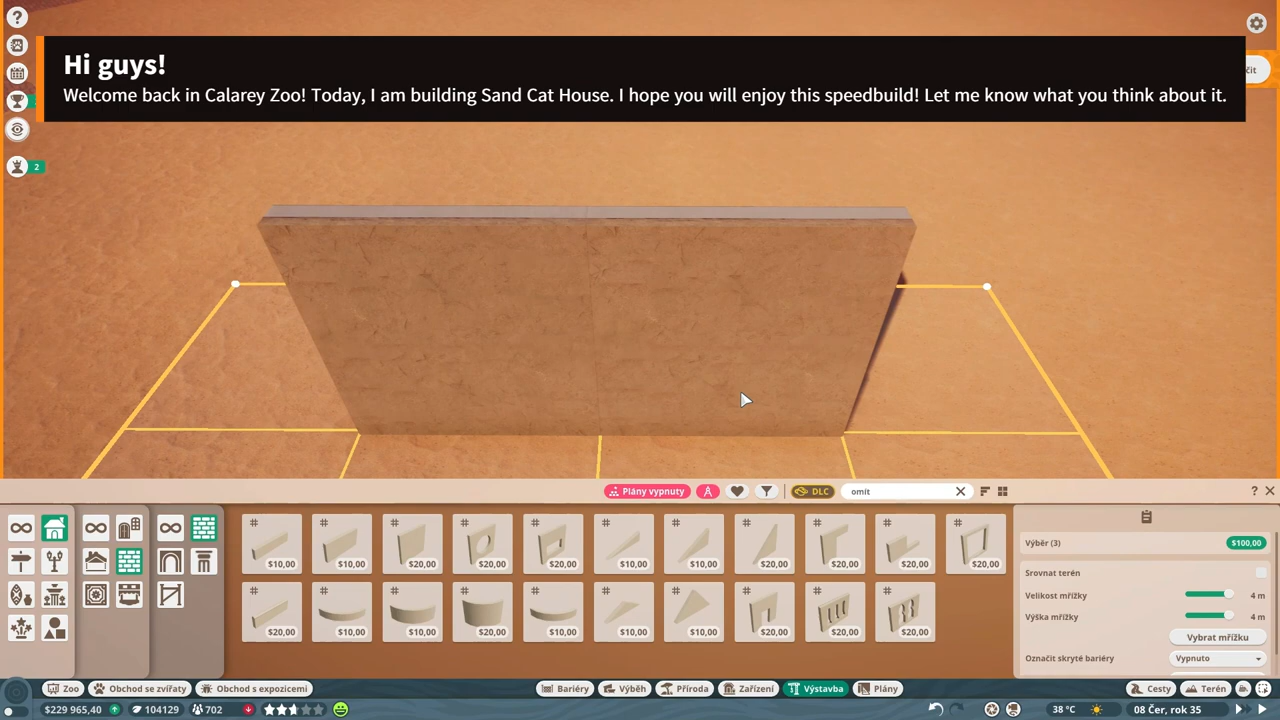 ?
Hi guys!
Welcome back in Calarey Zoo! Today, I am building Sand Cat House. I hope you will enjoy this speedbuild! Let me know what you think about it.
čit
2
Plány vypnuty
DLC
omít
?
$10,00 $10,00 $20,00 $20,00 $20,00 $10,00 $10,00 $20,00 $20,00 $20,00 $20,00
$20,00 $10,00 $10,00 $20,00 $10,00 $10,00 $10,00 $20,00 $20,00 $20,00
Výběr (3) $100,00
Srovnat terén
Velikost mřížky 4 m
Výška mřížky 4 m
Vybrat mřížku
Označit skryté bariéry Vypnuto
Zoo Obchod se zvířaty Obchod s expozicemi Bariéry Výběh Příroda Zařízení Výstavba Plány Cesty Terén
$229 965,40 104129 702 38 °C 08 Čer, rok 35